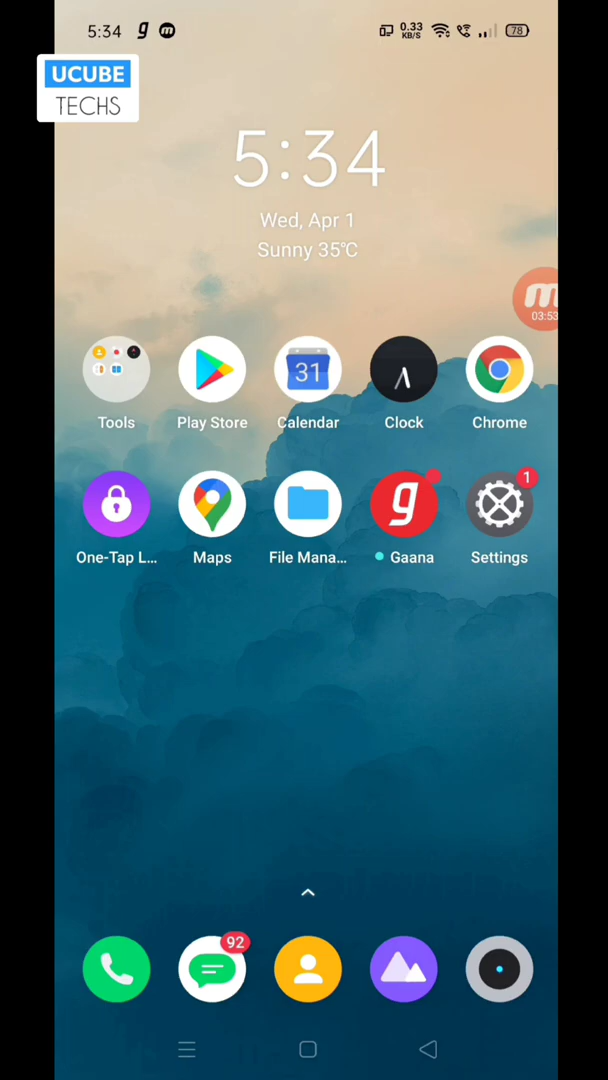 5:34
0.33
KB/S
78
UCUBE
TECHS
5:34
Wed, Apr 1
Sunny 35℃
03:53
31
Tools
Play Store
Calendar
Clock
Chrome
1
One-Tap L...
Maps
File Mana...
Gaana
Settings
92